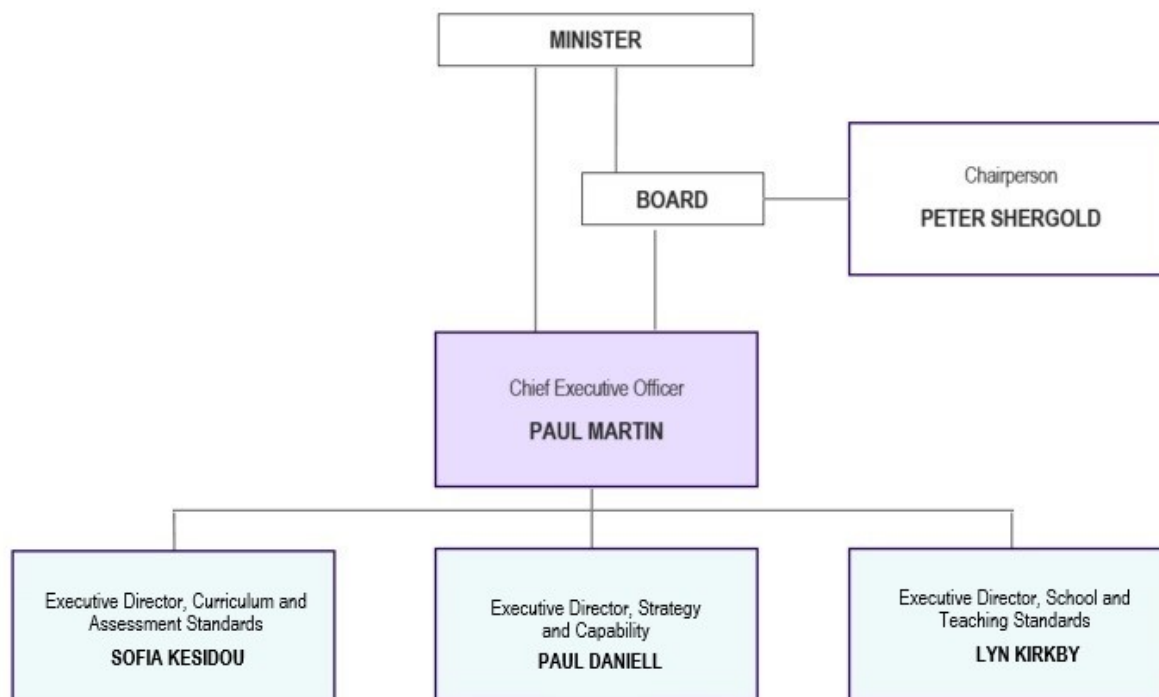 MINISTER
BOARD
Chairperson
PETER SHERGOLD
Chief Executive Officer
PAUL MARTIN
Executive Director, Curriculum and
Assessment Standards
SOFIA KESIDOU
Executive Director, Strategy
and Capability
PAUL DANIELL
Executive Director, School and
Teaching Standards
LYN KIRKBY